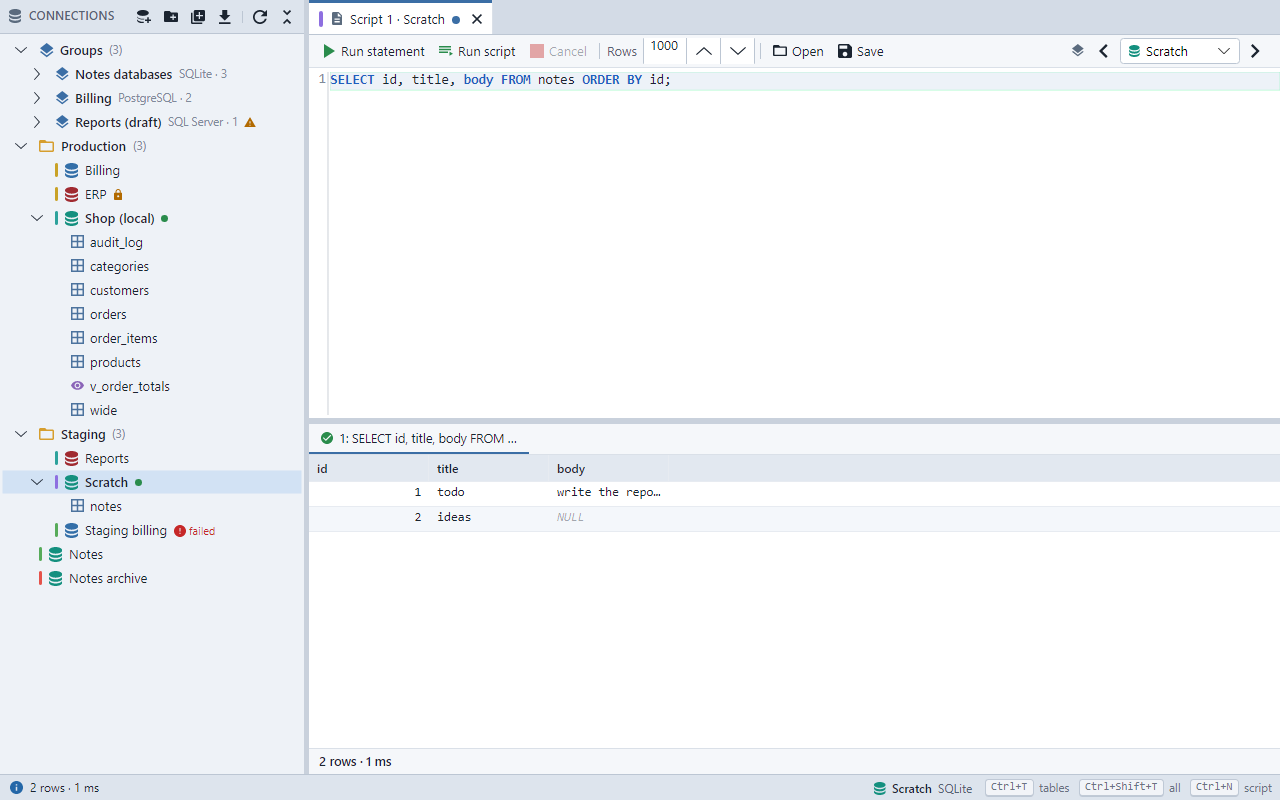 CONNECTIONS
Groups (3)
Notes databases SQLite · 3
Billing PostgreSQL · 2
Reports (draft) SQL Server · 1
Production (3)
Billing
ERP
Shop (local)
audit_log
categories
customers
orders
order_items
products
v_order_totals
wide
Staging (3)
Reports
Scratch
notes
Staging billing failed
Notes
Notes archive
Script 1 · Scratch
Run statement Run script Cancel Rows 1000 Open Save Scratch
1 SELECT id, title, body FROM notes ORDER BY id;
1: SELECT id, title, body FROM ...
id title body
1 todo write the repo…
2 ideas NULL
2 rows · 1 ms
2 rows · 1 ms
Scratch SQLite Ctrl+T tables Ctrl+Shift+T all Ctrl+N script